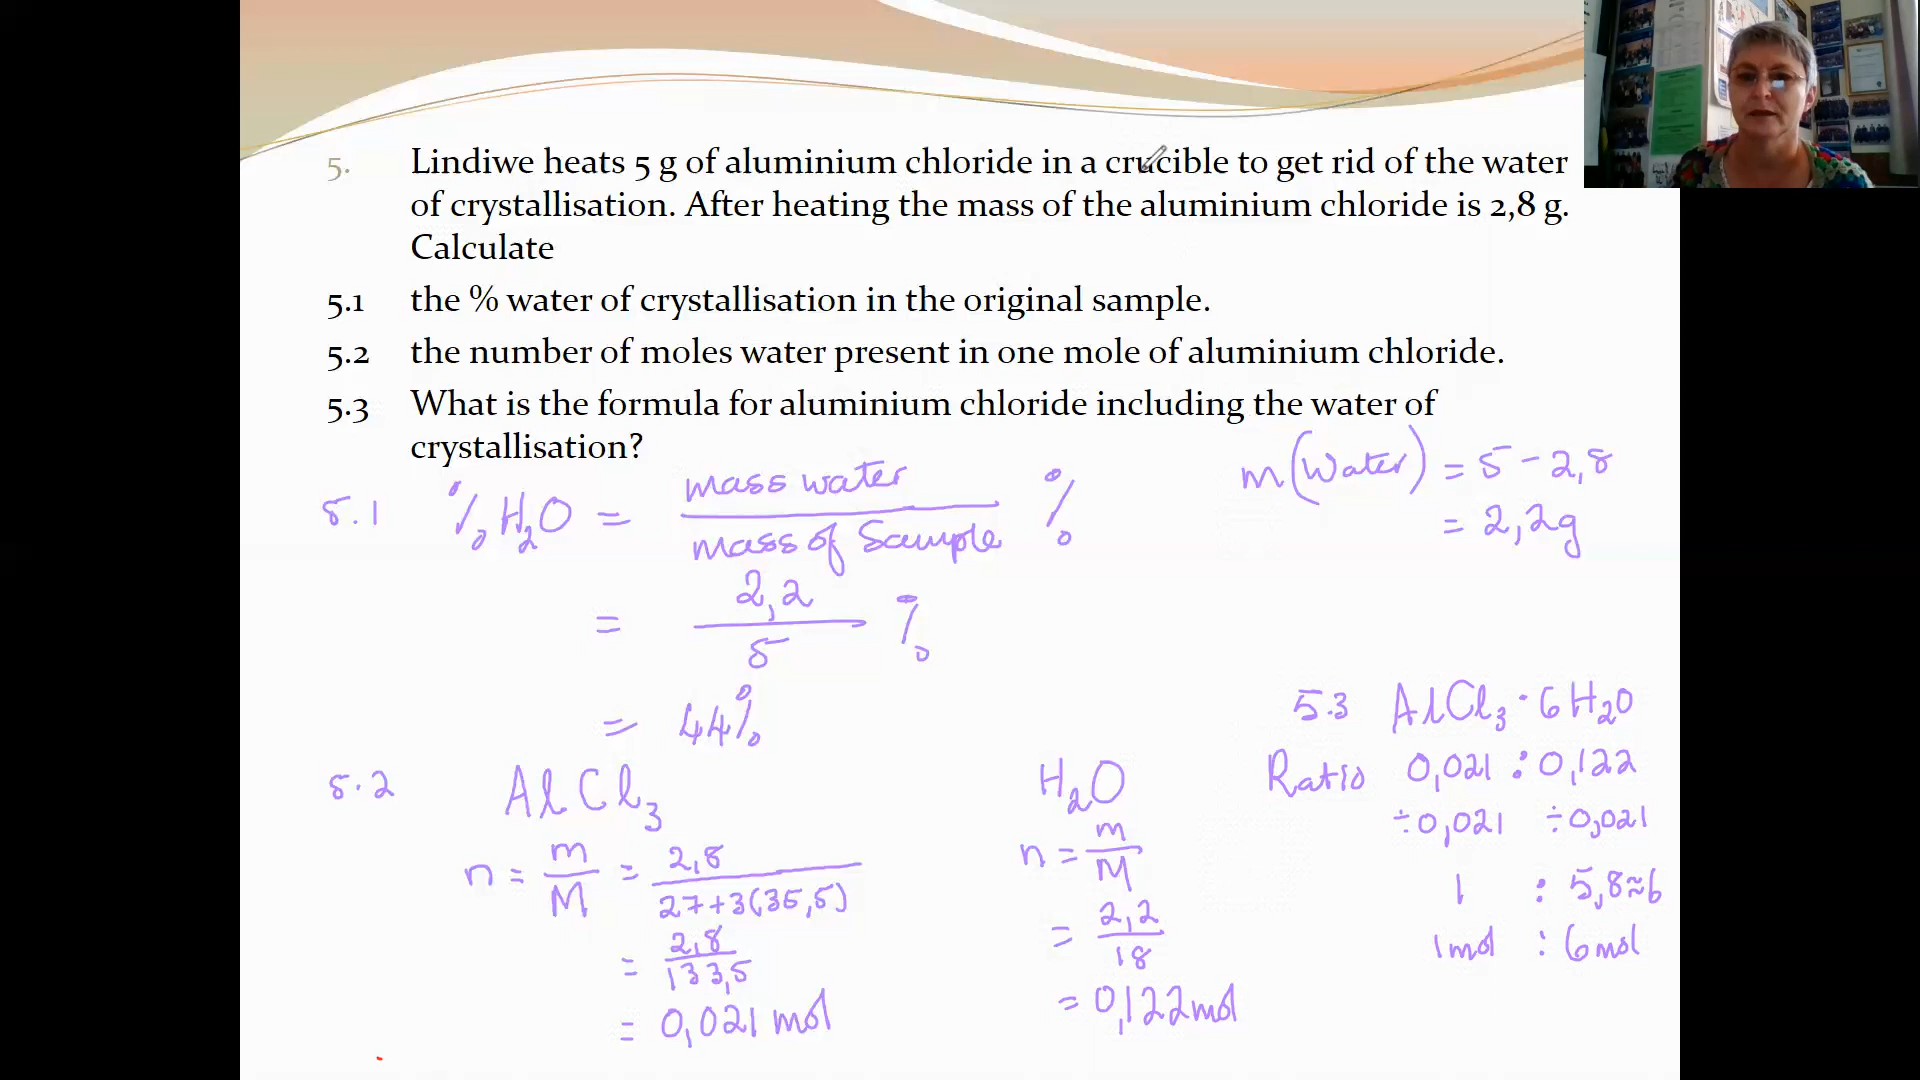 5. Lindiwe heats 5 g of aluminium chloride in a crucible to get rid of the water
of crystallisation. After heating the mass of the aluminium chloride is 2,8 g.
Calculate
5.1 the % water of crystallisation in the original sample.
5.2 the number of moles water present in one mole of aluminium chloride.
5.3 What is the formula for aluminium chloride including the water of
crystallisation?
m(Water) = 5 - 2,8
= 2,2g
5.1 % H₂O = mass water / mass of Sample %
= 2,2 / 5 %
= 44%
5.2 AlCl₃
n = m/M = 2,8 / 27+3(35,5)
= 2,8 / 133,5
= 0,021 mol
H₂O
n = m/M
= 2,2 / 18
= 0,122 mol
5.3 AlCl₃ · 6H₂O
Ratio 0,021 : 0,122
÷0,021 ÷0,021
1 : 5,8≈6
1mol : 6mol